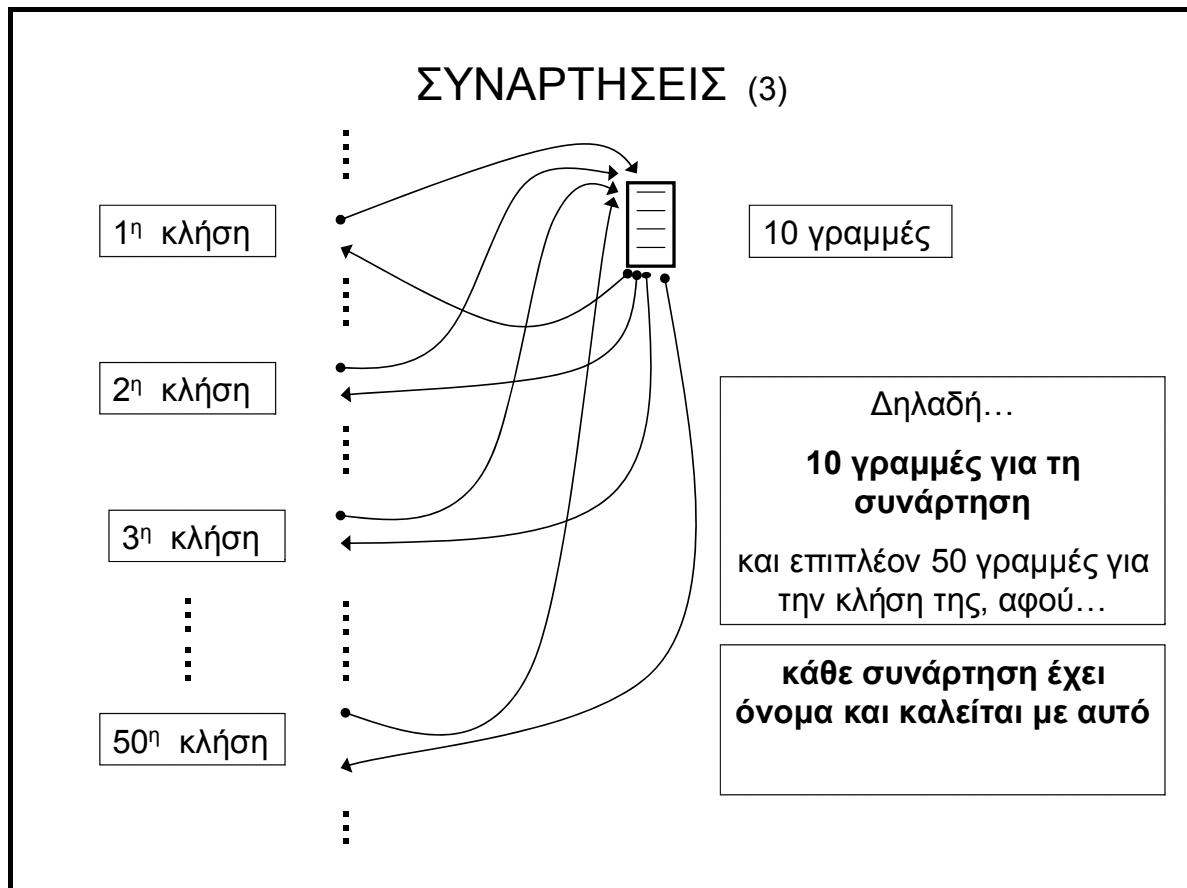 ΣΥΝΑΡΤΗΣΕΙΣ (3)
1η κλήση
10 γραμμές
2η κλήση
3η κλήση
50η κλήση
Δηλαδή…
10 γραμμές για τη
συνάρτηση
και επιπλέον 50 γραμμές για
την κλήση της, αφού…
κάθε συνάρτηση έχει
όνομα και καλείται με αυτό